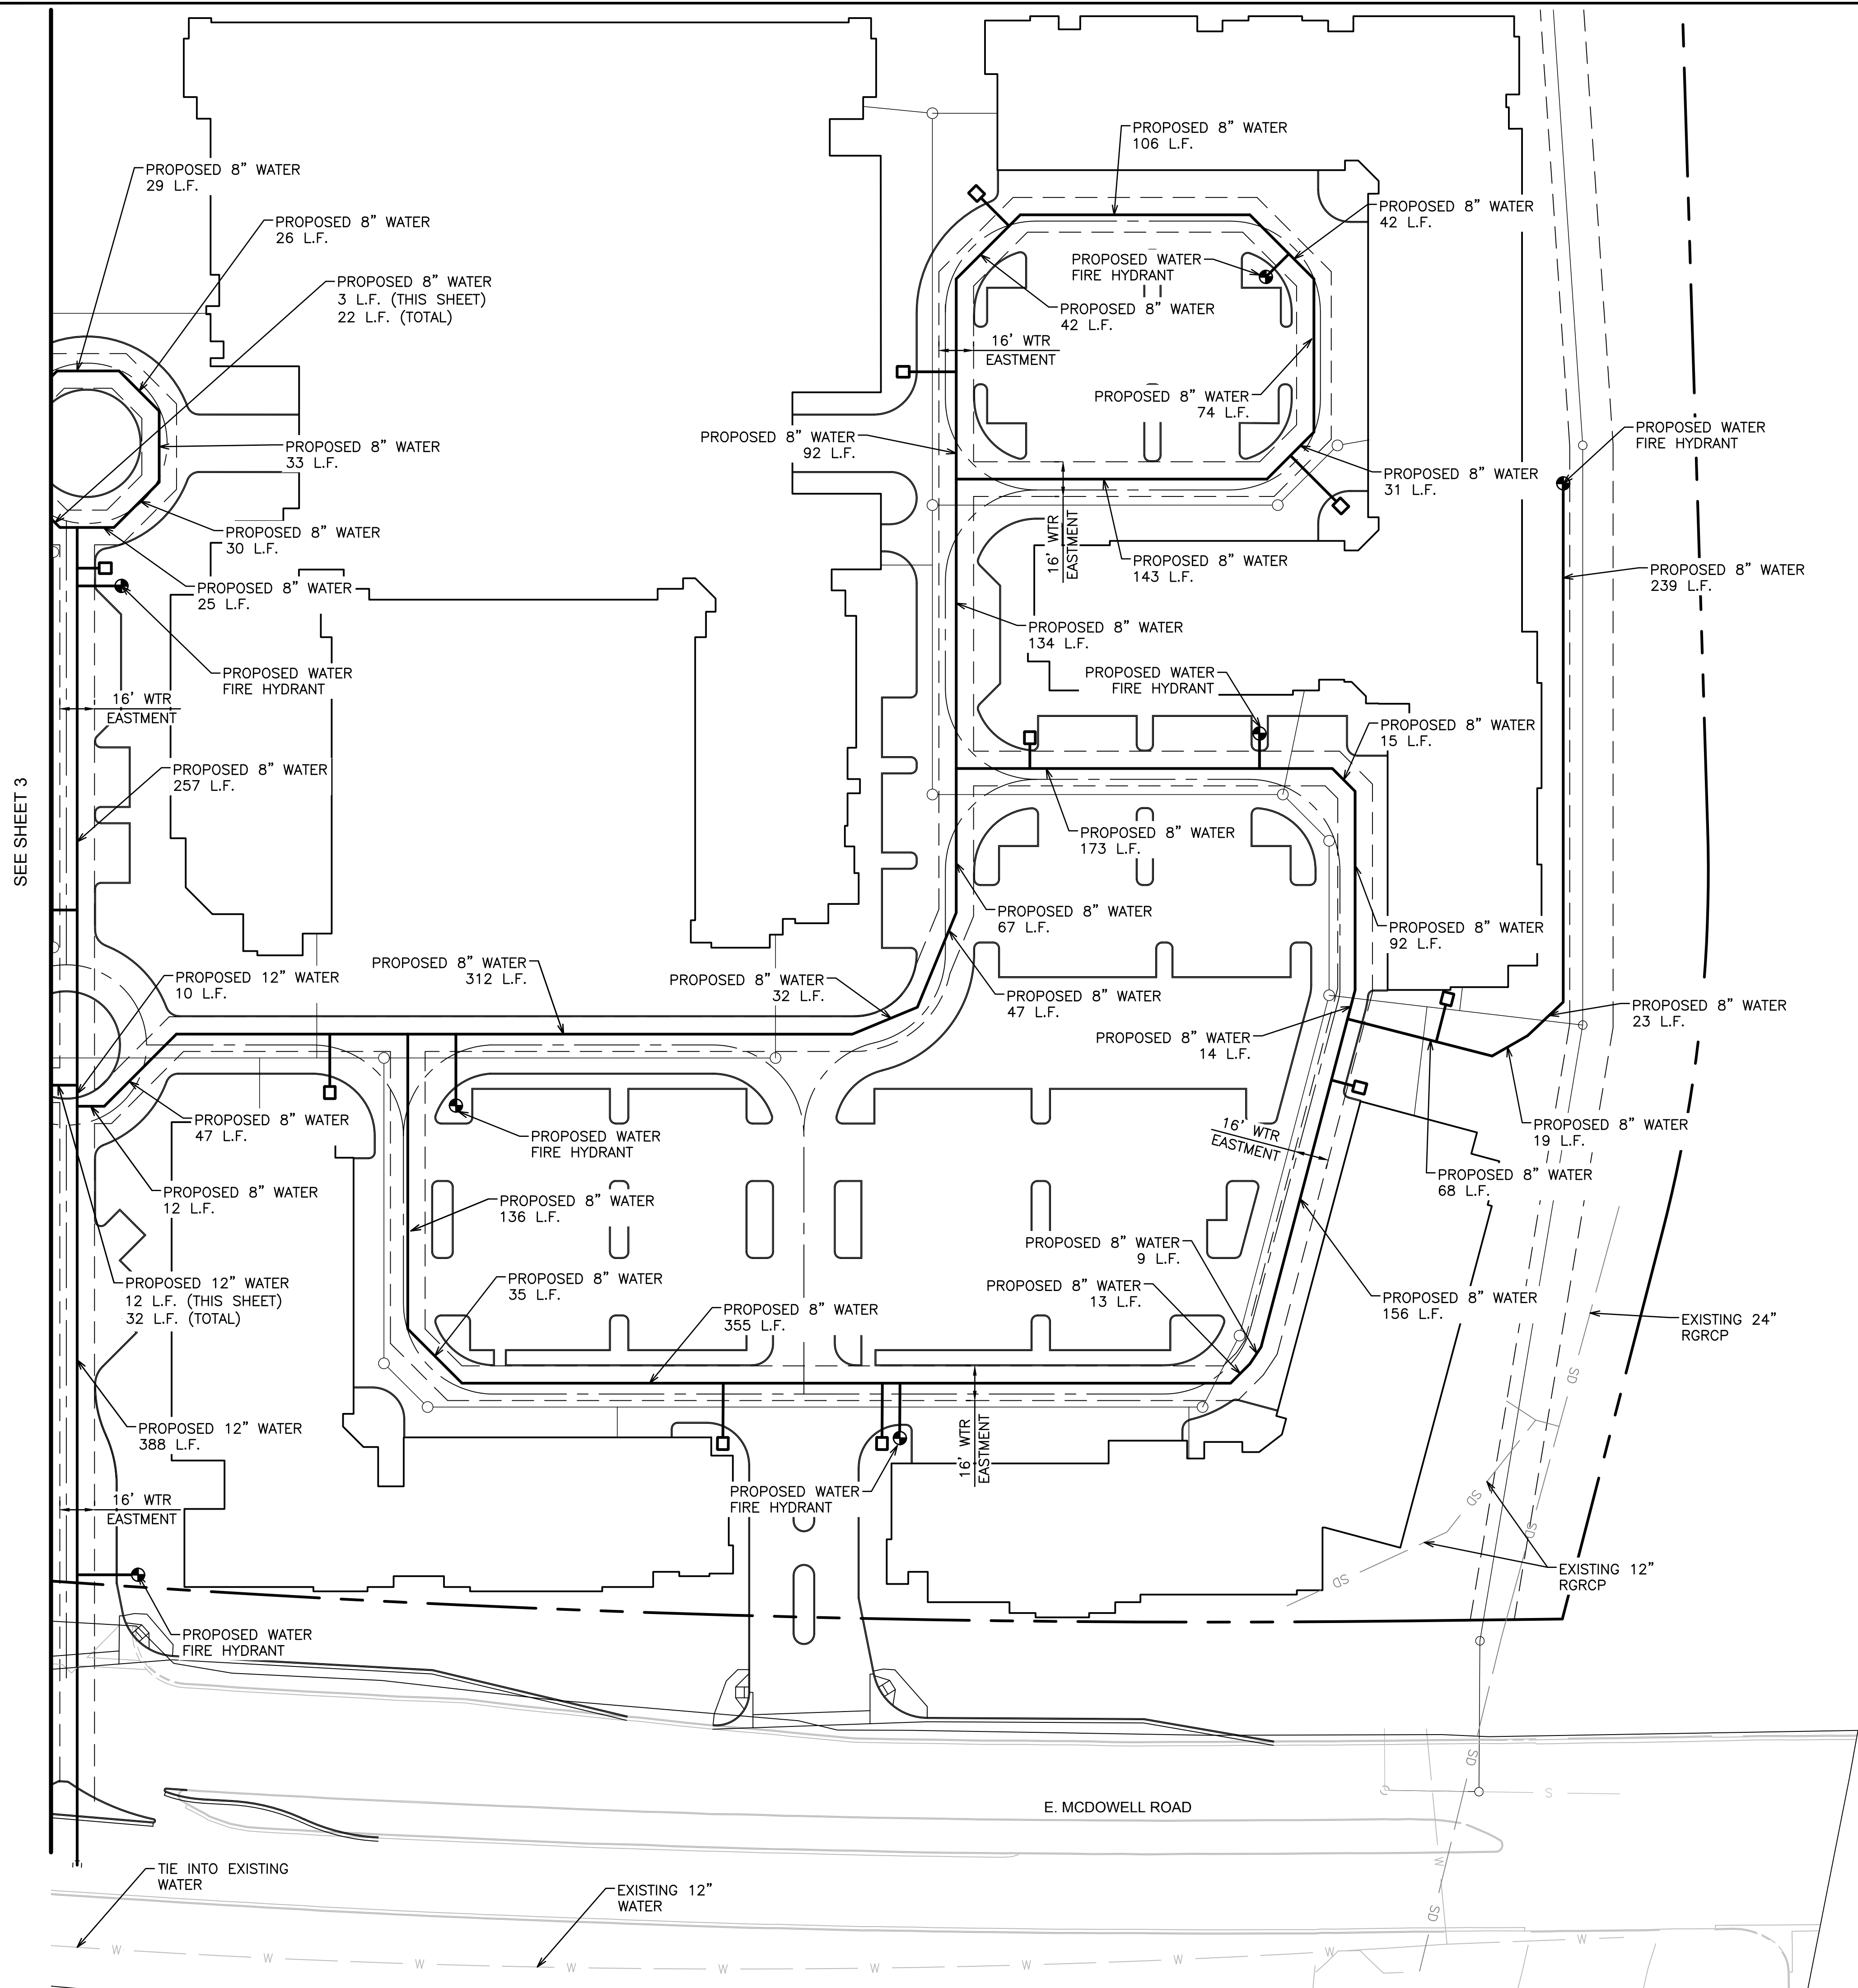 PROPOSED 8” WATER
106 L.F.
PROPOSED 8” WATER
29 L.F.
PROPOSED 8” WATER
42 L.F.
PROPOSED 8” WATER
26 L.F.
PROPOSED WATER
FIRE HYDRANT
PROPOSED 8” WATER
3 L.F. (THIS SHEET)
22 L.F. (TOTAL)
PROPOSED 8” WATER
42 L.F.
16' WTR
EASTMENT
PROPOSED 8” WATER
74 L.F.
PROPOSED 8” WATER
92 L.F.
PROPOSED WATER
FIRE HYDRANT
PROPOSED 8” WATER
33 L.F.
PROPOSED 8” WATER
31 L.F.
PROPOSED 8” WATER
30 L.F.
16' WTR
EASTMENT
PROPOSED 8” WATER
143 L.F.
PROPOSED 8” WATER
239 L.F.
PROPOSED 8” WATER
25 L.F.
PROPOSED 8” WATER
134 L.F.
PROPOSED WATER
FIRE HYDRANT
PROPOSED WATER
FIRE HYDRANT
16' WTR
EASTMENT
PROPOSED 8” WATER
15 L.F.
PROPOSED 8” WATER
257 L.F.
SEE SHEET 3
PROPOSED 8” WATER
173 L.F.
PROPOSED 8” WATER
67 L.F.
PROPOSED 8” WATER
92 L.F.
PROPOSED 8” WATER
312 L.F.
PROPOSED 12” WATER
10 L.F.
PROPOSED 8” WATER
32 L.F.
PROPOSED 8” WATER
47 L.F.
PROPOSED 8” WATER
23 L.F.
PROPOSED 8” WATER
14 L.F.
PROPOSED 8” WATER
47 L.F.
PROPOSED WATER
FIRE HYDRANT
16' WTR
EASTMENT
PROPOSED 8” WATER
19 L.F.
PROPOSED 8” WATER
68 L.F.
PROPOSED 8” WATER
12 L.F.
PROPOSED 8” WATER
136 L.F.
PROPOSED 8” WATER
9 L.F.
PROPOSED 12” WATER
12 L.F. (THIS SHEET)
32 L.F. (TOTAL)
PROPOSED 8” WATER
35 L.F.
PROPOSED 8” WATER
13 L.F.
PROPOSED 8” WATER
355 L.F.
PROPOSED 8” WATER
156 L.F.
EXISTING 24”
RGRCP
SD
PROPOSED 12” WATER
388 L.F.
16' WTR
EASTMENT
16' WTR
EASTMENT
PROPOSED WATER
FIRE HYDRANT
SD
SD
SD
EXISTING 12”
RGRCP
PROPOSED WATER
FIRE HYDRANT
SD
S
E. MCDOWELL ROAD
W
TIE INTO EXISTING
WATER
EXISTING 12”
WATER
SD
W
W
W
W
W
W
W
W
W
W